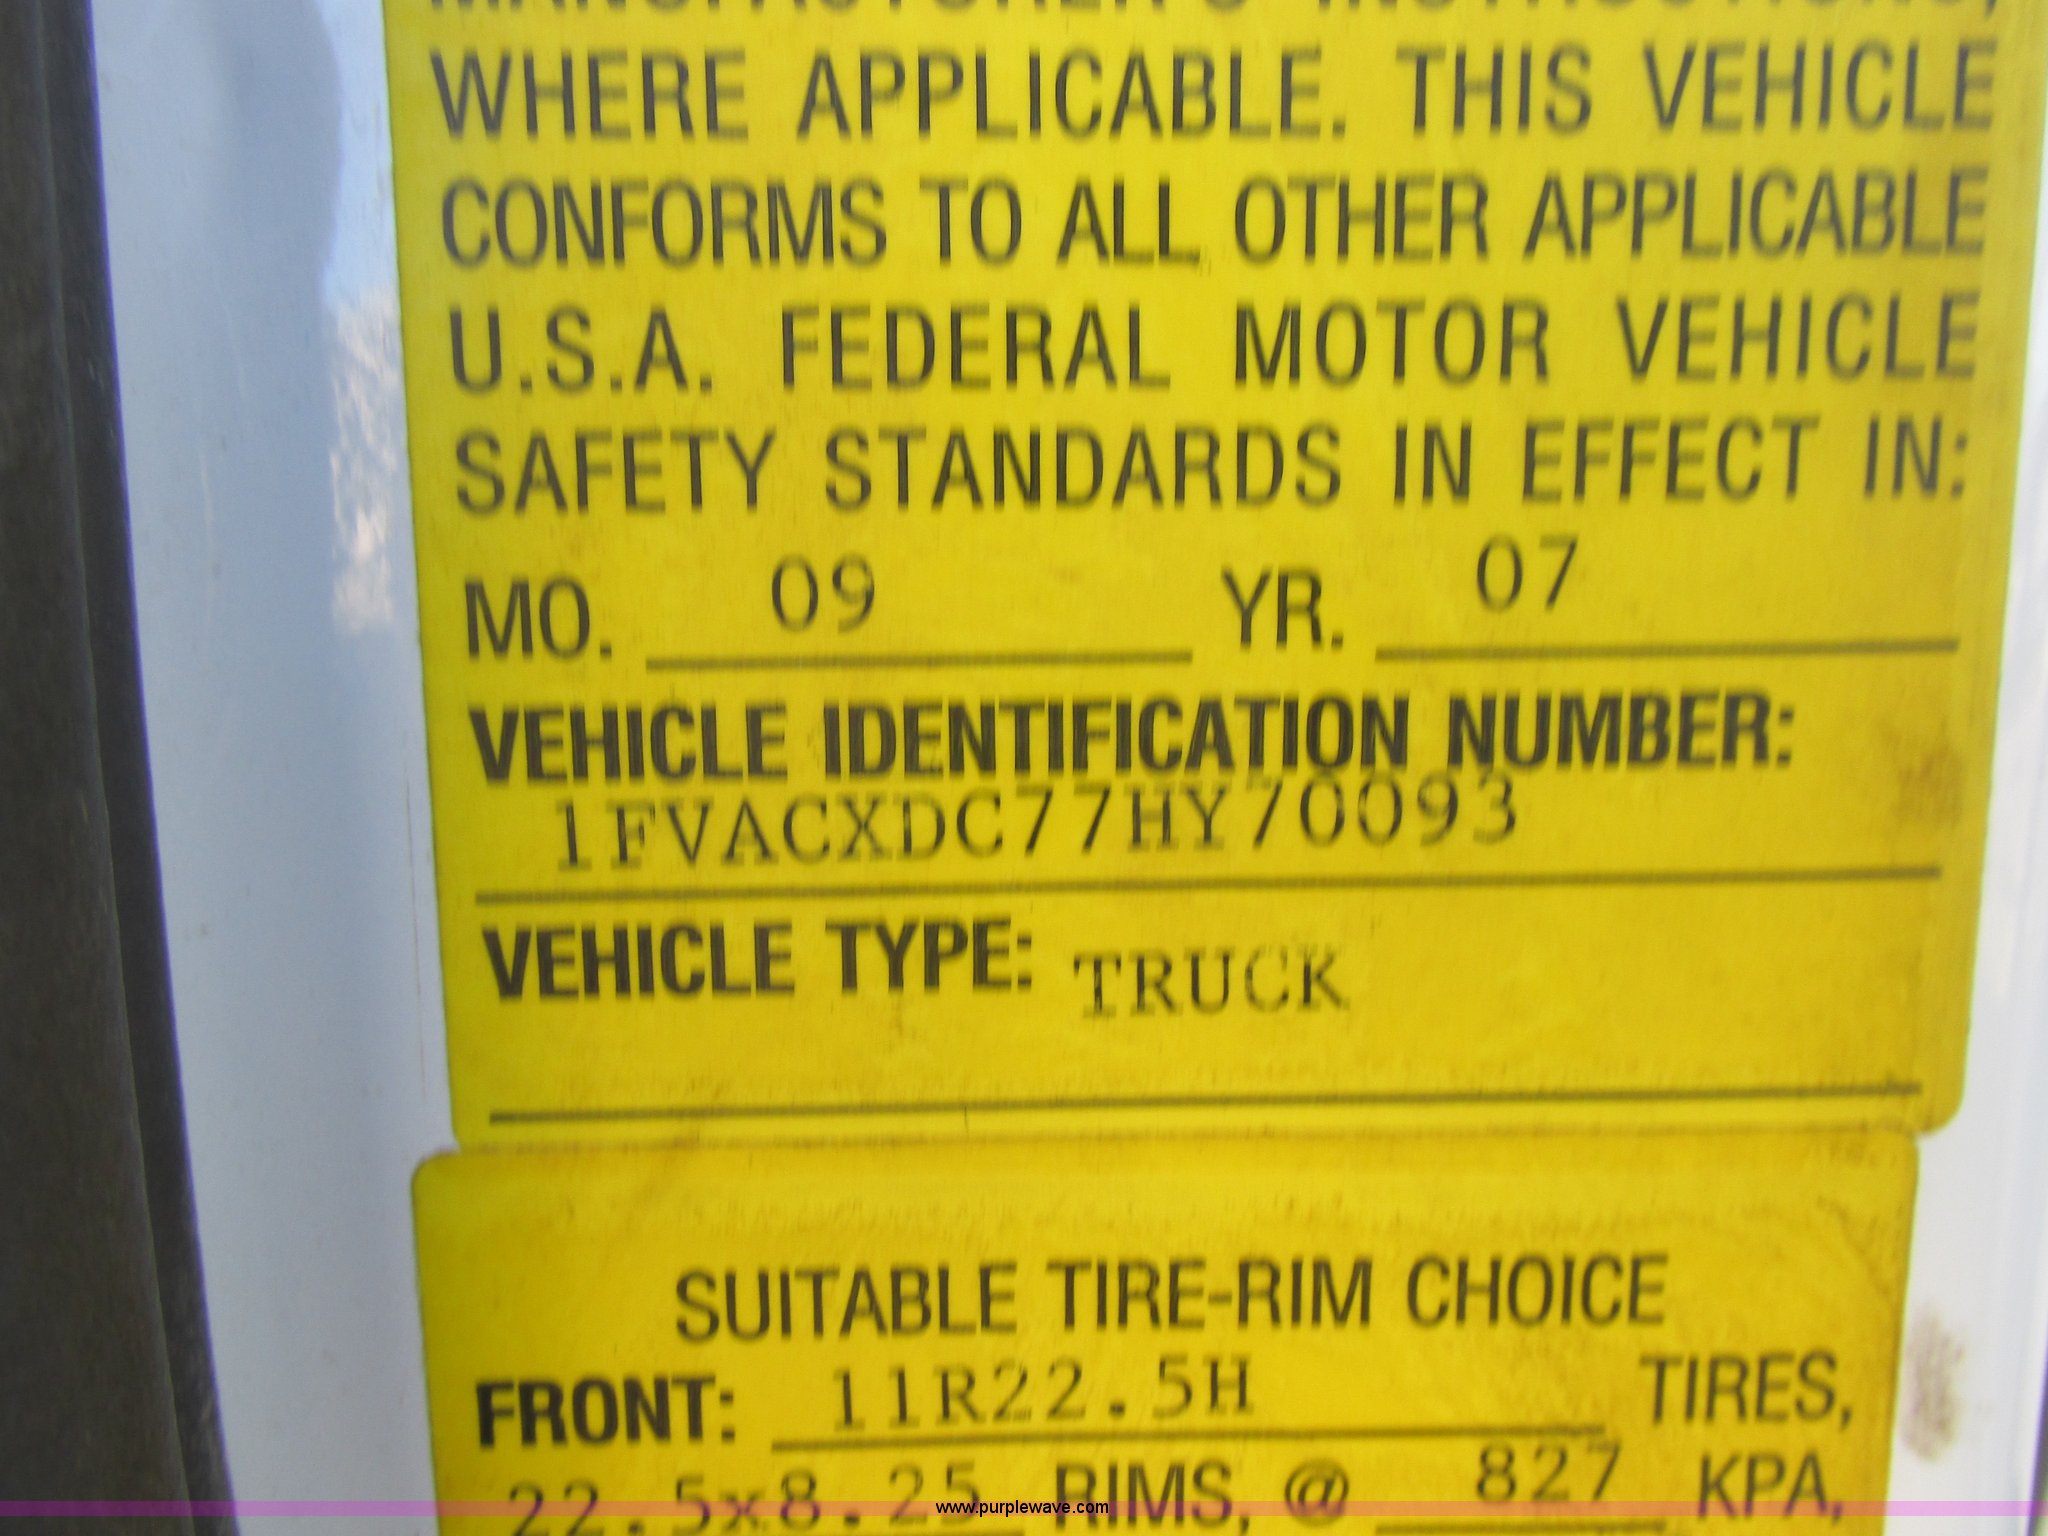 MANUFACTURER'S INSTRUCTIONS,
WHERE APPLICABLE. THIS VEHICLE
CONFORMS TO ALL OTHER APPLICABLE
U.S.A. FEDERAL MOTOR VEHICLE
SAFETY STANDARDS IN EFFECT IN:
MO. 09 YR. 07
VEHICLE IDENTIFICATION NUMBER:
1FVACXDC77HY70093
VEHICLE TYPE: TRUCK
SUITABLE TIRE-RIM CHOICE
FRONT: 11R22.5H TIRES,
22.5x8.25 RIMS, @ 827 KPA,
www.purplewave.com